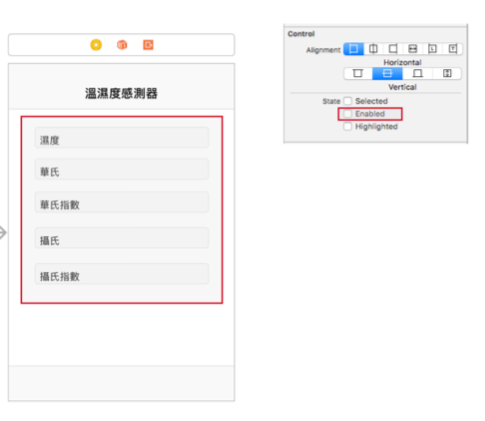 溫濕度感測器
濕度
華氏
華氏指數
攝氏
攝氏指數
Control
Alignment
Horizontal
Vertical
State Selected
Enabled
Highlighted